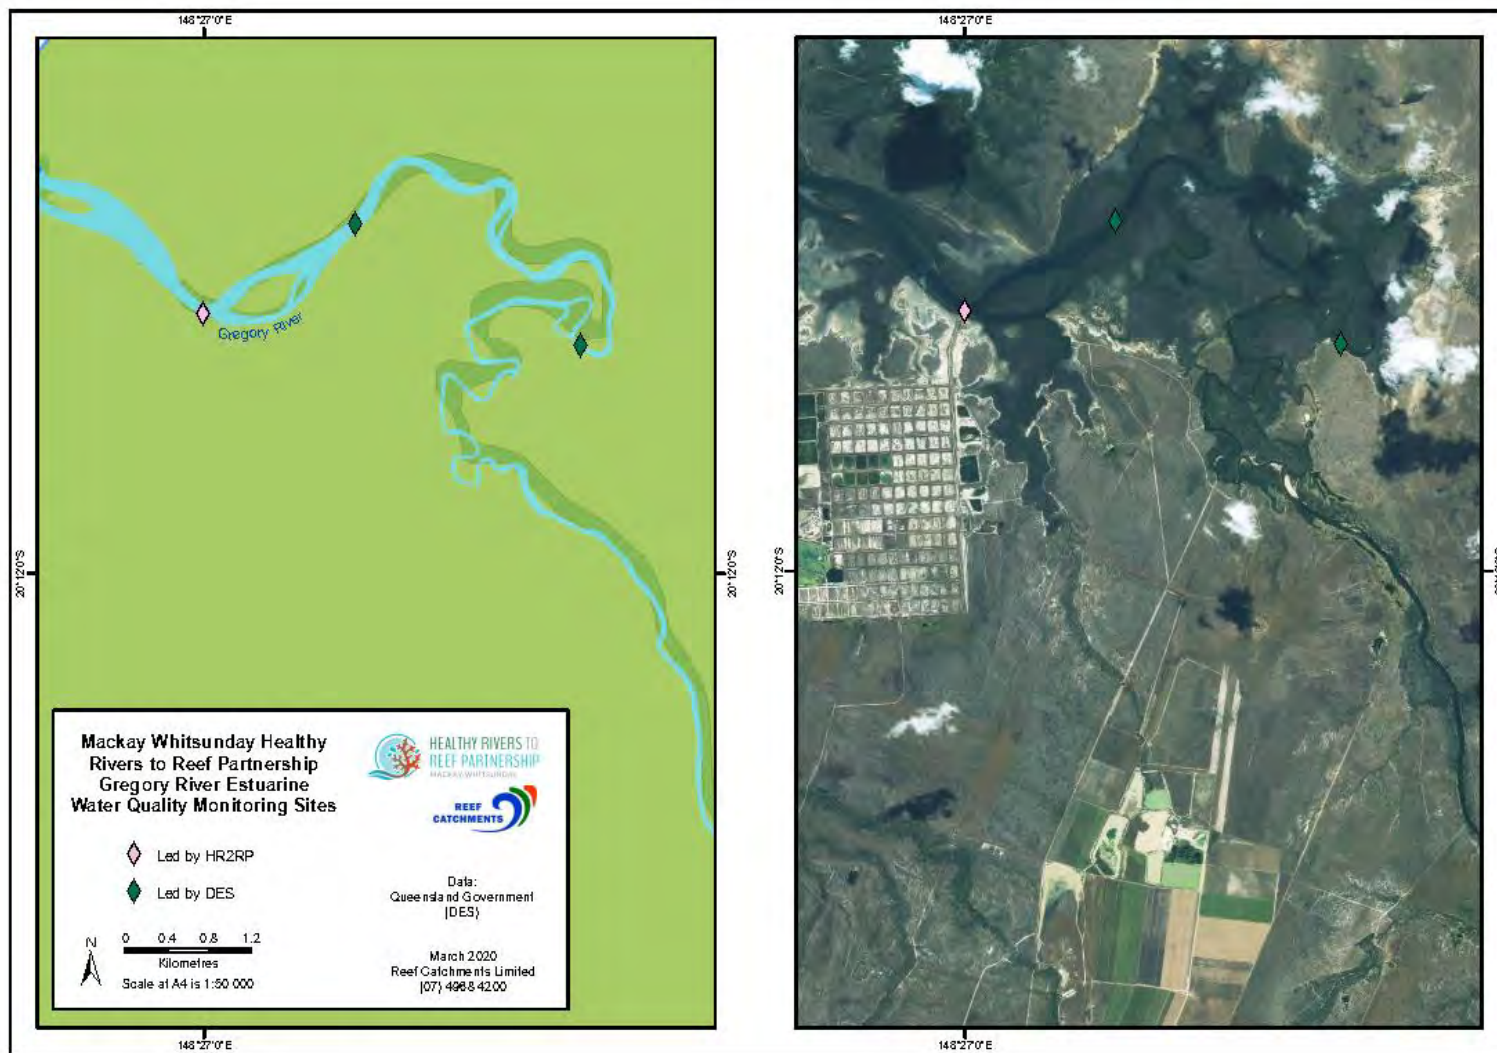 148°27'0"E
148°27'0"E
Gregory River
20°12'0"S
20°12'0"S
20°12'0"S
Mackay Whitsunday Healthy
Rivers to Reef Partnership
Gregory River Estuarine
Water Quality Monitoring Sites
HEALTHY RIVERS TO
REEF PARTNERSHIP
MACKAY-WHITSUNDAY
REEF
CATCHMENTS
Led by HR2RP
Led by DES
Data:
Queensland Government
(DES)
N
0 0.4 0.8 1.2
Kilometres
Scale at A4 is 1:50 000
March 2020
Reef Catchments Limited
(07) 4968 4200
148°27'0"E
148°27'0"E